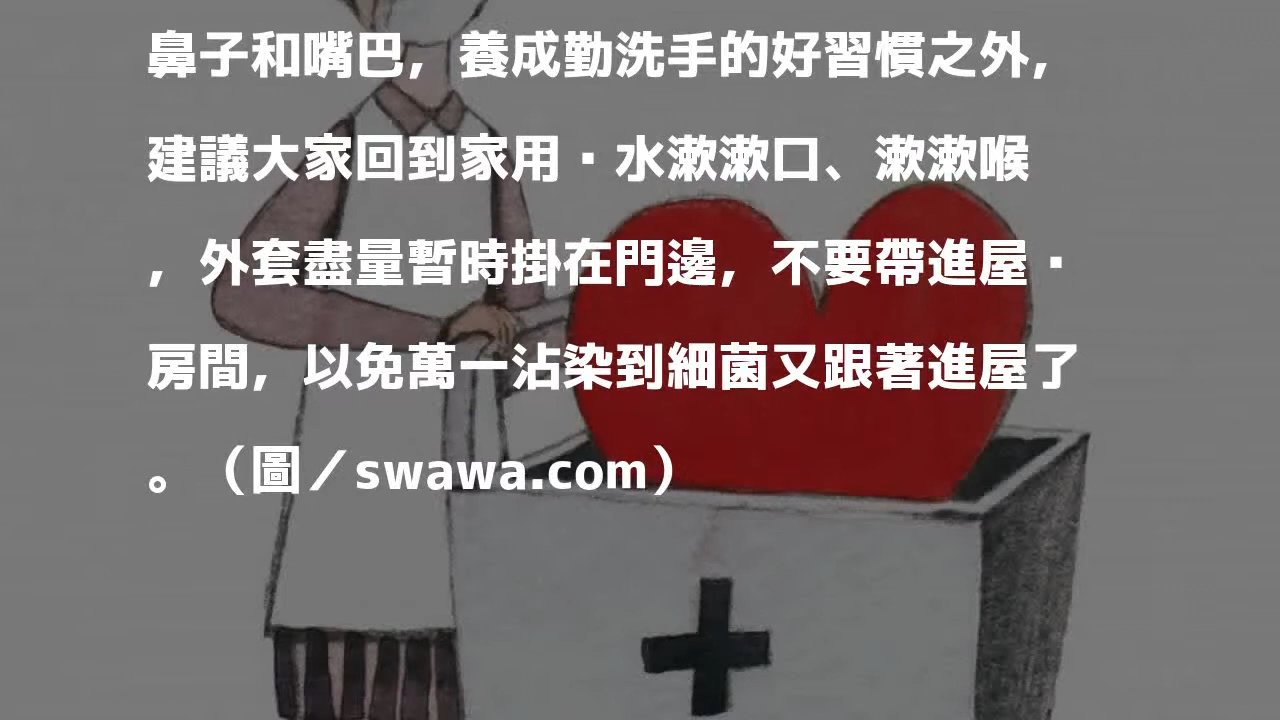 鼻子和嘴巴，養成勤洗手的好習慣之外，
建議大家回到家用·水漱漱口、漱漱喉
，外套盡量暫時掛在門邊，不要帶進屋·
房間，以免萬一沾染到細菌又跟著進屋了
。（圖／swawa.com）